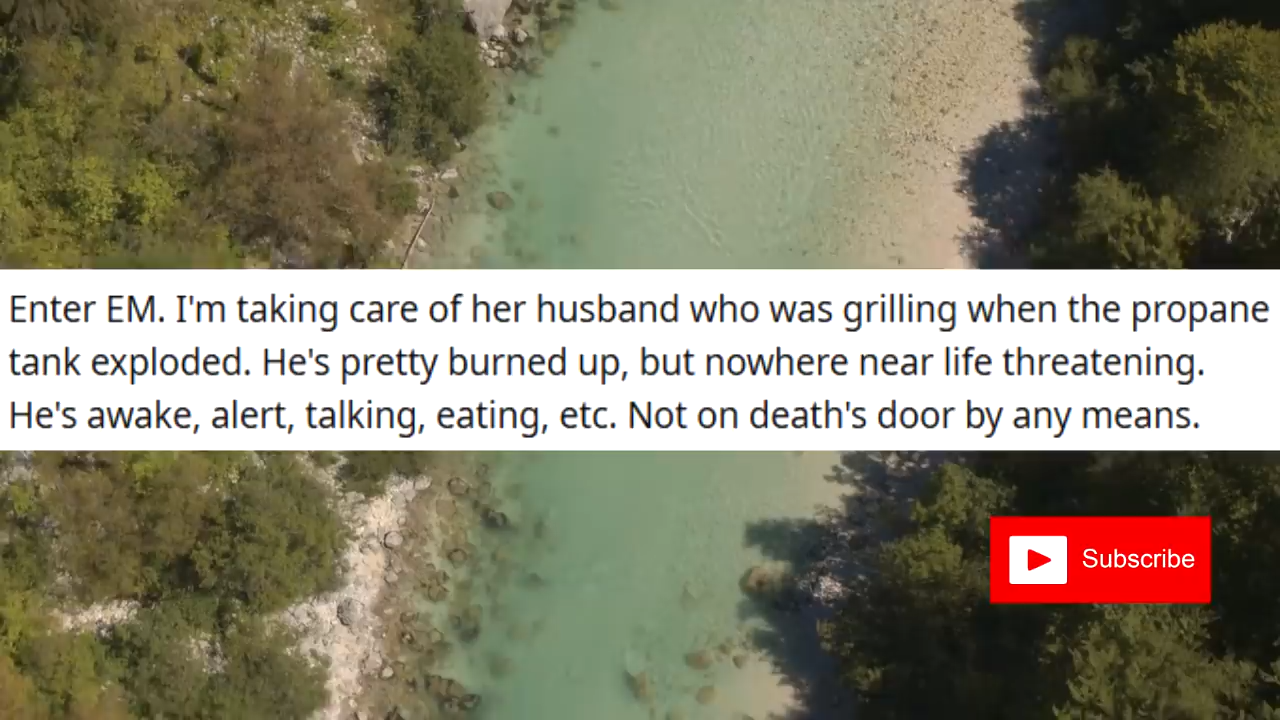 Enter EM. I'm taking care of her husband who was grilling when the propane
tank exploded. He's pretty burned up, but nowhere near life threatening.
He's awake, alert, talking, eating, etc. Not on death's door by any means.
Subscribe